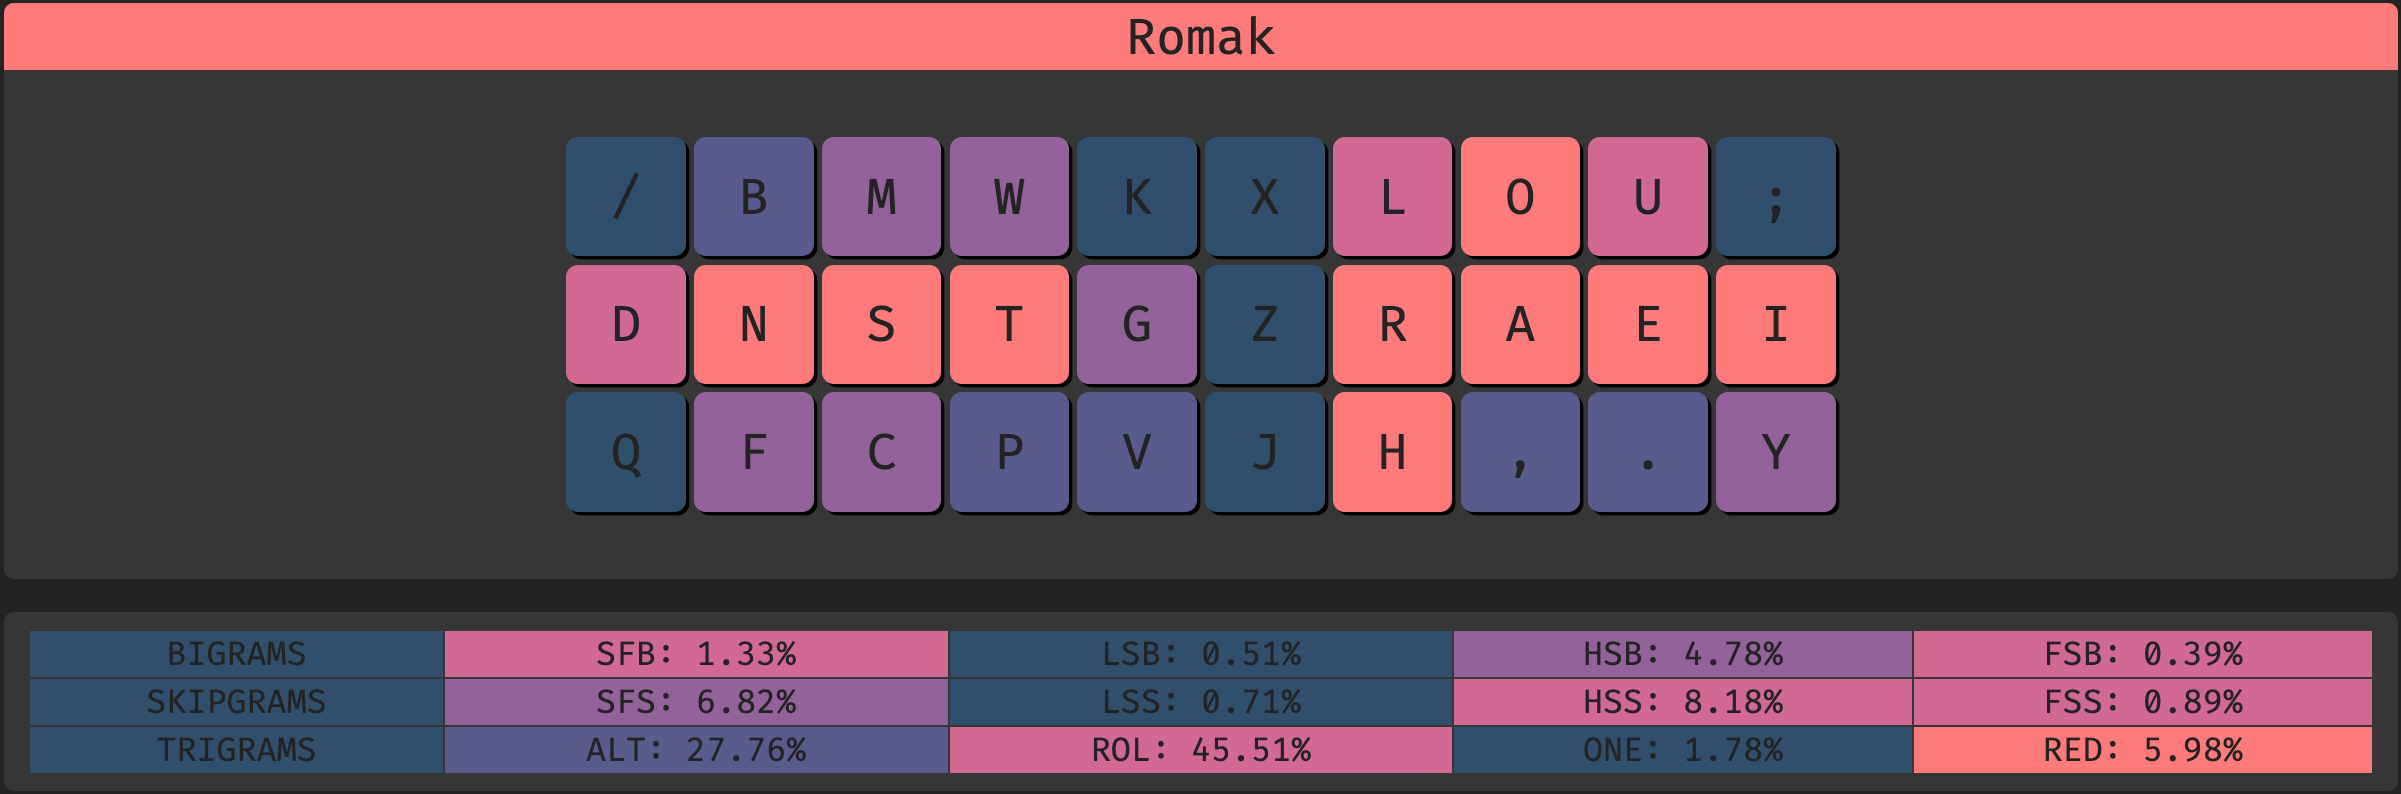 Romak
/ B M W K X L O U ;
D N S T G Z R A E I
Q F C P V J H , . Y
BIGRAMS SFB: 1.33% LSB: 0.51% HSB: 4.78% FSB: 0.39%
SKIPGRAMS SFS: 6.82% LSS: 0.71% HSS: 8.18% FSS: 0.89%
TRIGRAMS ALT: 27.76% ROL: 45.51% ONE: 1.78% RED: 5.98%